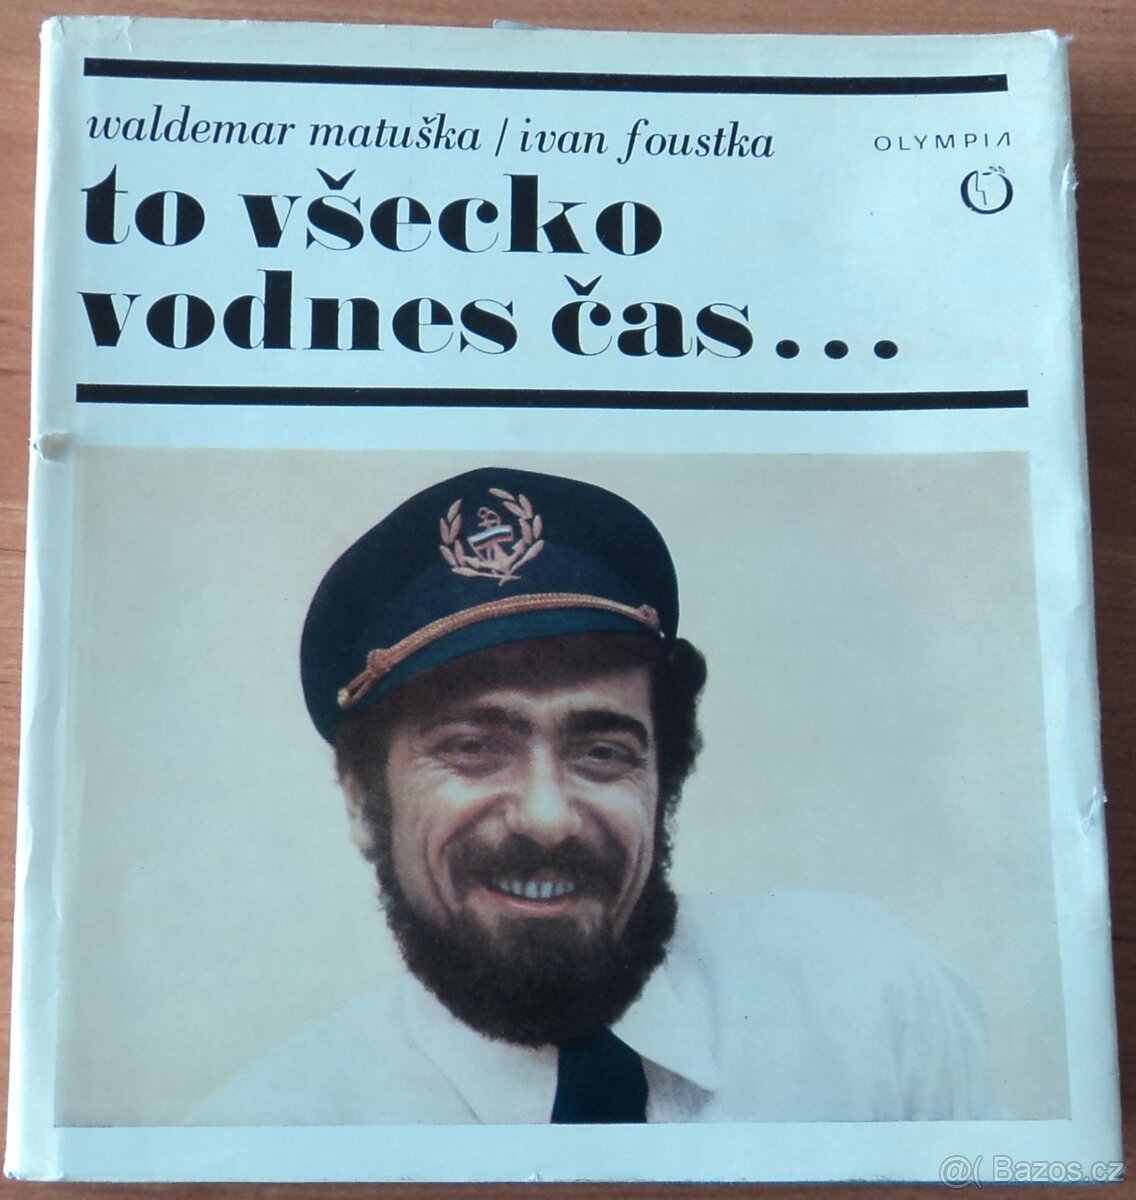 waldemar matuška / ivan foustka
OLYMPIA
to všecko
vodnes čas...
@( Bazos.cz